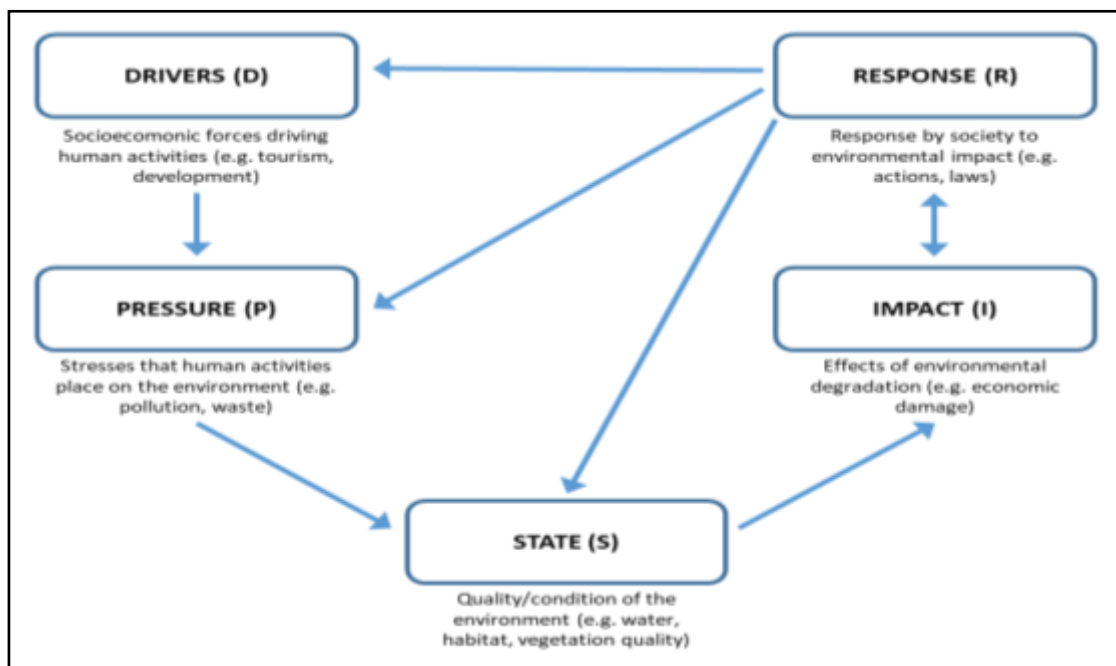 DRIVERS (D)
Socioecomonic forces driving
human activities (e.g. tourism,
development)
RESPONSE (R)
Response by society to
environmental impact (e.g.
actions, laws)
PRESSURE (P)
Stresses that human activities
place on the environment (e.g.
pollution, waste)
IMPACT (I)
Effects of environmental
degradation (e.g. economic
damage)
STATE (S)
Quality/condition of the
environment (e.g. water,
habitat, vegetation quality)